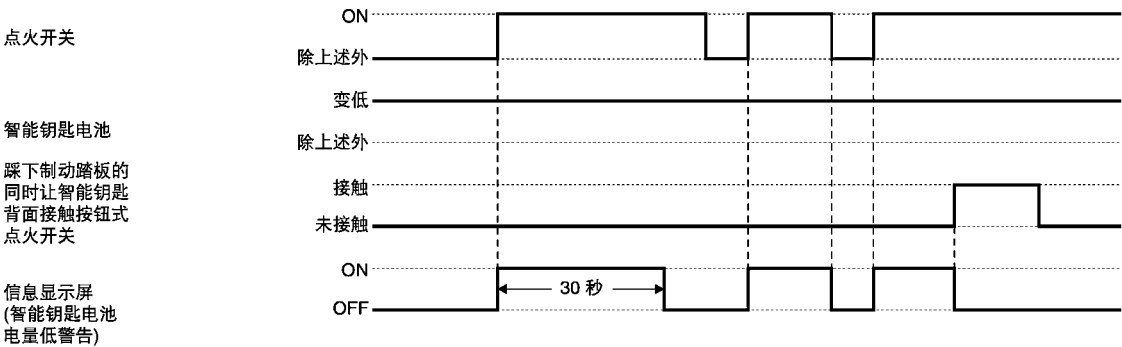 点火开关
ON
除上述外
智能钥匙电池
变低
除上述外
踩下制动踏板的
同时让智能钥匙
背面接触按钮式
点火开关
接触
未接触
信息显示屏
(智能钥匙电池
电量低警告)
ON
OFF
30 秒